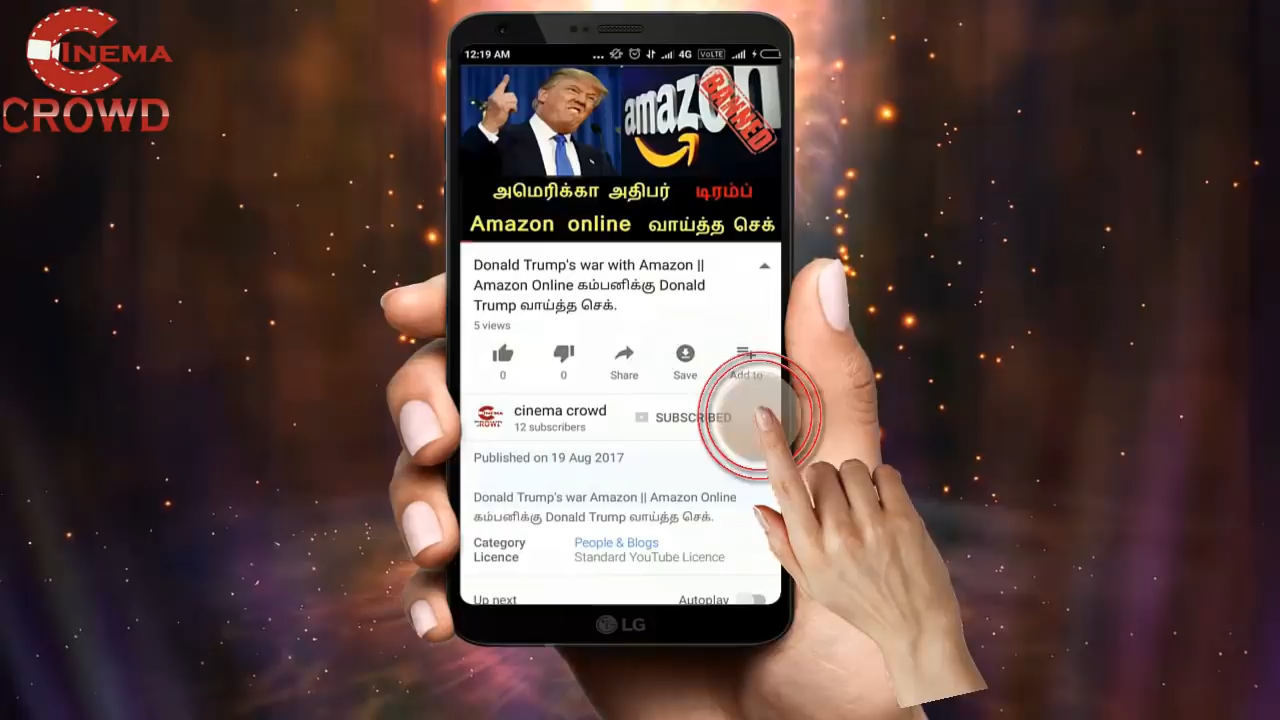 CINEMA
CROWD
12:19 AM
... 4G VoLTE
amazon
BANNED
அமெரிக்கா அதிபர் டிரம்ப்
Amazon online வாய்த்த செக்
Donald Trump's war with Amazon ||
Amazon Online கம்பனிக்கு Donald
Trump வாய்த்த செக்.
5 views
0 0 Share Save Add to
CINEMA
CROWD
cinema crowd
SUBSCRIBED
12 subscribers
Published on 19 Aug 2017
Donald Trump's war Amazon || Amazon Online
கம்பனிக்கு Donald Trump வாய்த்த செக்.
Category People & Blogs
Licence Standard YouTube Licence
Up next Autoplay
LG